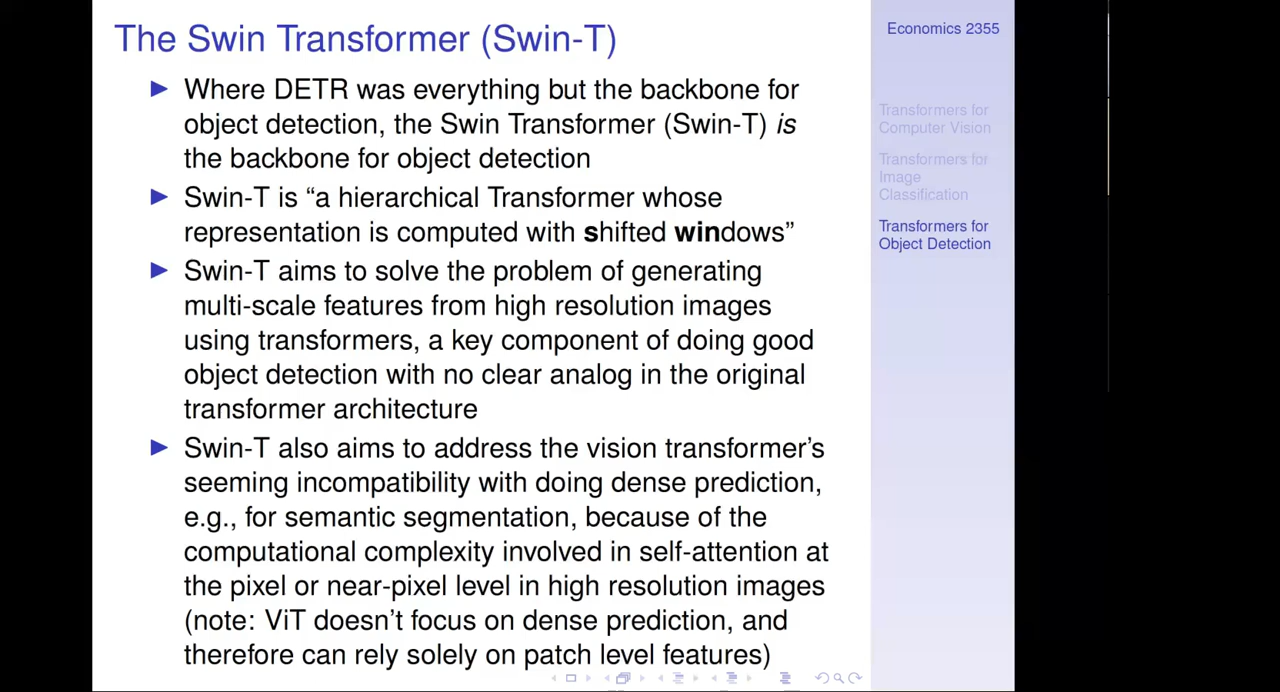 The Swin Transformer (Swin-T)
Where DETR was everything but the backbone for
object detection, the Swin Transformer (Swin-T) is
the backbone for object detection
Swin-T is “a hierarchical Transformer whose
representation is computed with shifted windows”
Swin-T aims to solve the problem of generating
multi-scale features from high resolution images
using transformers, a key component of doing good
object detection with no clear analog in the original
transformer architecture
Swin-T also aims to address the vision transformer’s
seeming incompatibility with doing dense prediction,
e.g., for semantic segmentation, because of the
computational complexity involved in self-attention at
the pixel or near-pixel level in high resolution images
(note: ViT doesn’t focus on dense prediction, and
therefore can rely solely on patch level features)
Economics 2355
Transformers for
Computer Vision
Transformers for
Image
Classification
Transformers for
Object Detection